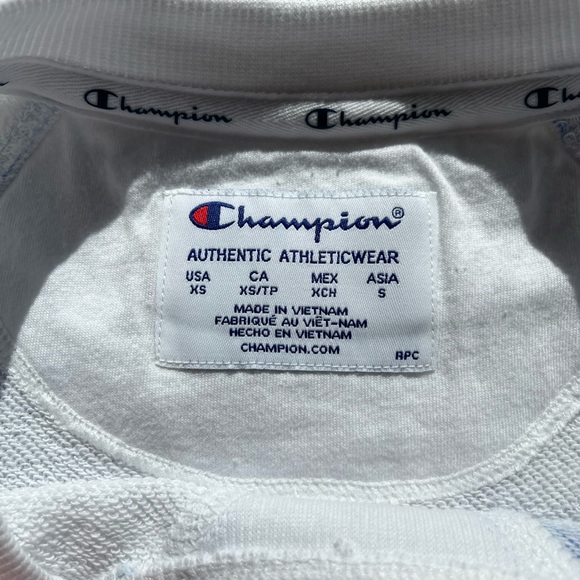 Champion Champion Cha
Champion®
AUTHENTIC ATHLETICWEAR
USA CA MEX ASIA
XS XS/TP XCH S
MADE IN VIETNAM
FABRIQUÉ AU VIÊT-NAM
HECHO EN VIETNAM
CHAMPION.COM
RPC